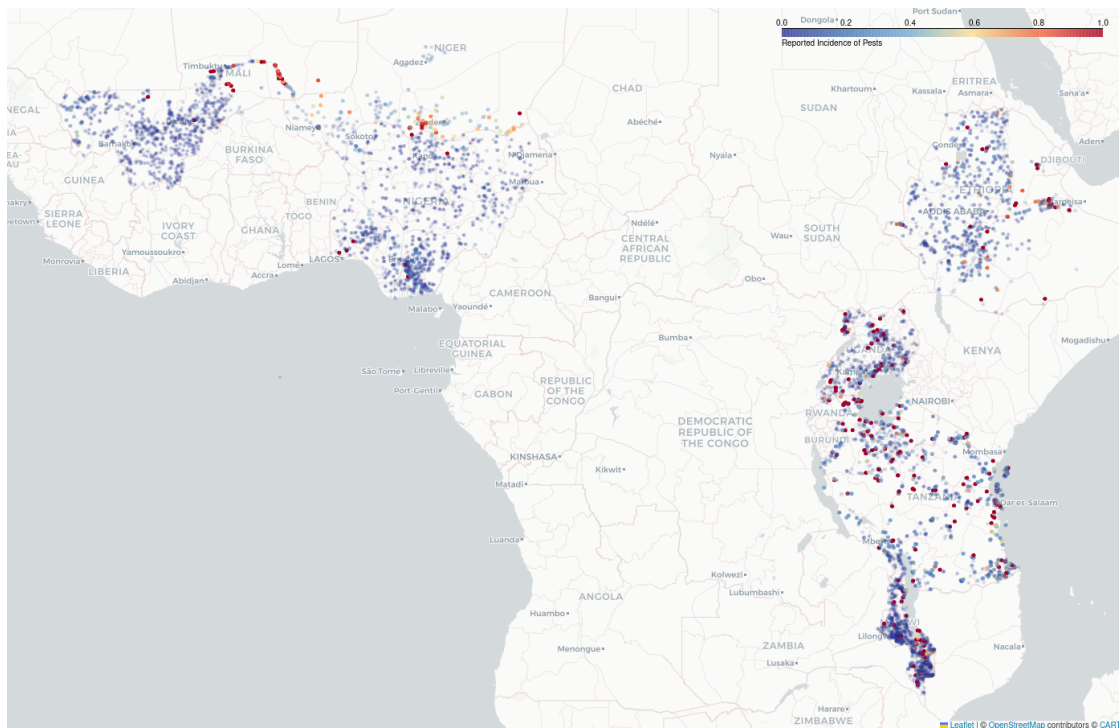 Dongola
Port Sudan
0.0 0.2 0.4 0.6 0.8 1.0
Reported Incidence of Pests
NIGER
Agadez
Timbuktu
MALI
CHAD
SUDAN
Khartoum
Kassala
ERITREA
Asmara
Sana'a
Abéché
Niamey
Sokoto
Kano
N'Djamena
Maroua
Nyala
Gonder
DJIBOUTI
Aden
Bamako
BURKINA
FASO
GUINEA
BENIN
TOGO
NIGERIA
ETHIOPIA
ADDIS ABABA
Hargeisa
SIERRA
LEONE
IVORY
COAST
GHANA
Ndélé
CENTRAL
AFRICAN
REPUBLIC
Wau
SOUTH
SUDAN
Yamoussoukro
Monrovia
LIBERIA
Abidjan
Accra
Lomé
LAGOS
Obo
CAMEROON
Bangui
Malabo
Yaoundé
EQUATORIAL
GUINEA
Bumba
UGANDA
KENYA
Mogadishu
São Tomé
Libreville
Port-Gentil
GABON
REPUBLIC
OF THE
CONGO
NAIROBI
RWANDA
BURUNDI
DEMOCRATIC
REPUBLIC OF
THE CONGO
KINSHASA
Kikwit
Mombasa
Matadi
TANZANIA
Dar es Salaam
Luanda
Kolwezi
Lubumbashi
ANGOLA
Huambo
Menongue
ZAMBIA
Lusaka
Nacala
Harare
ZIMBABWE
Leaflet | © OpenStreetMap contributors © CART